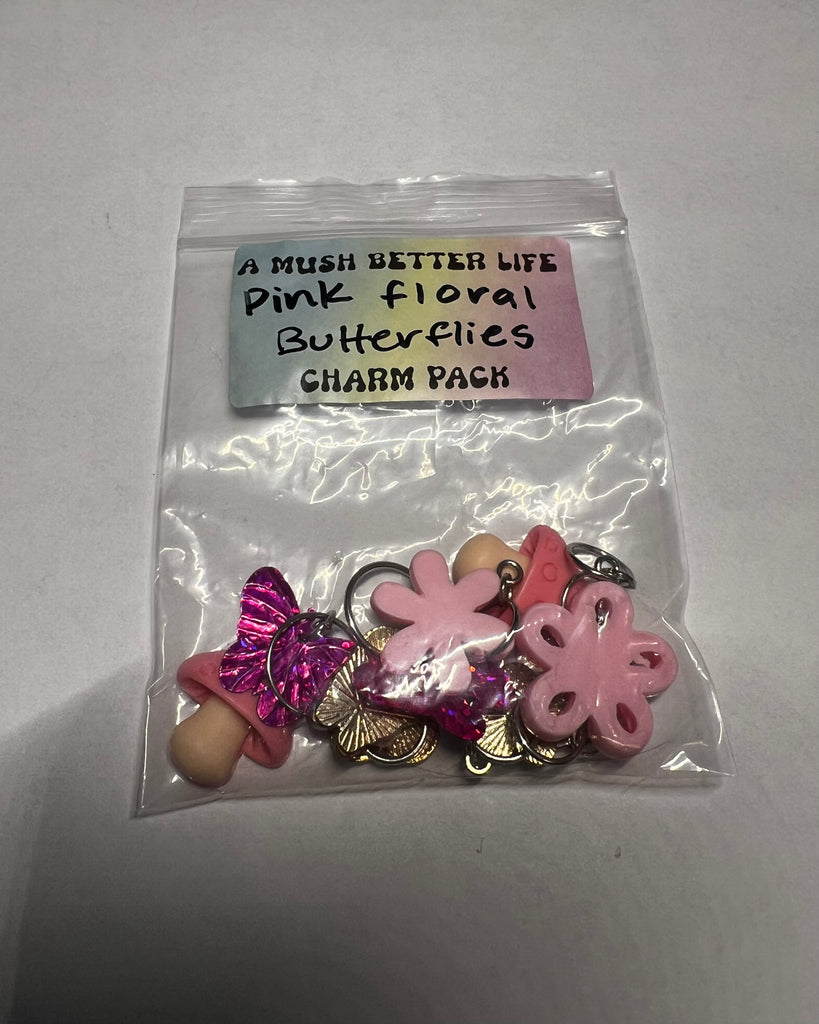 A MUSH BETTER LIFE
Pink floral
Butterflies
CHARM PACK